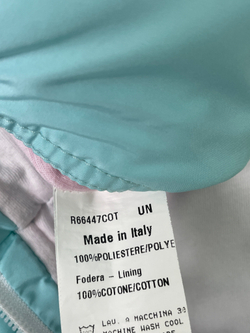 R66447COT UN
Made in Italy
100%POLIESTERE/POLYE
Fodera - Lining
100%COTONE/COTTON
LAV. A MACCHINA 30
MACHINE WASH COOL